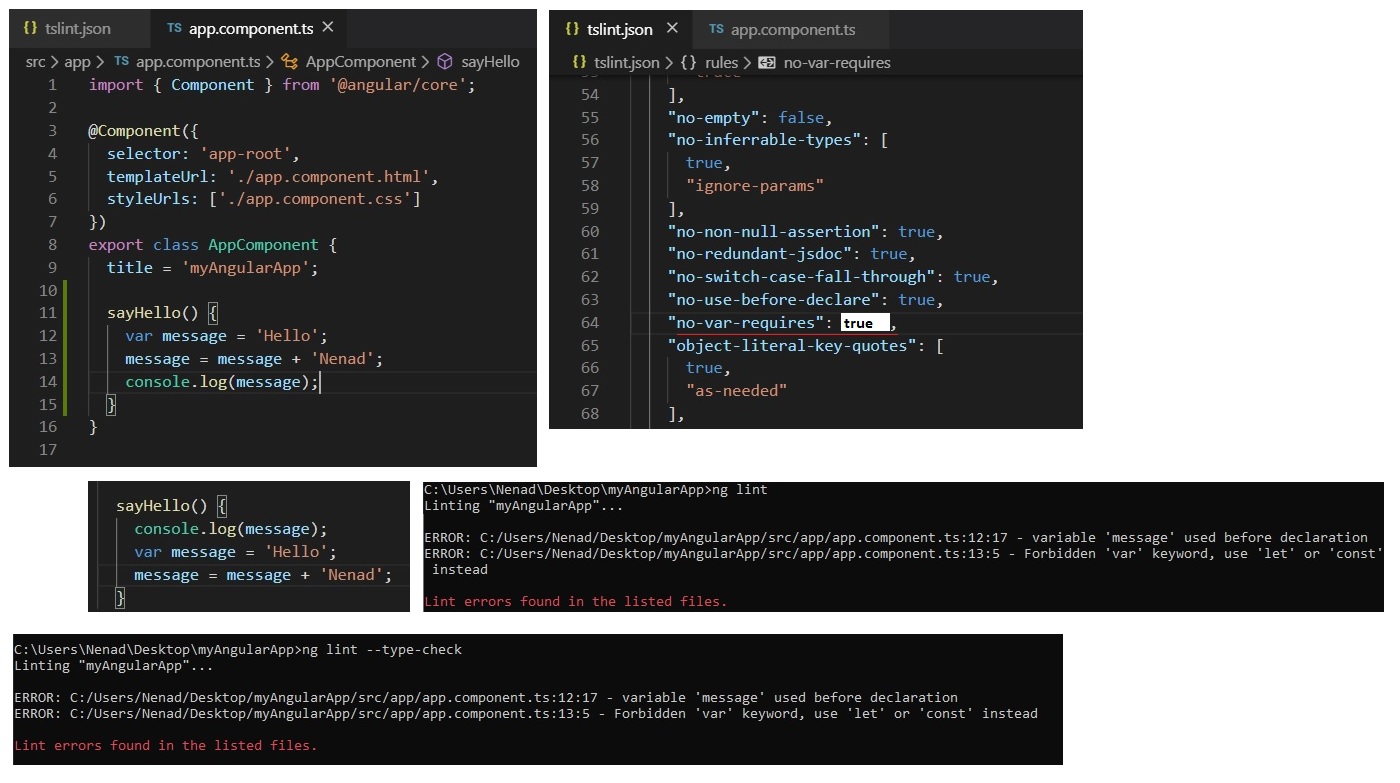 {} tslint.json TS app.component.ts ×
src > app > TS app.component.ts > AppComponent > sayHello
1 import { Component } from '@angular/core';
2
3 @Component({
4 selector: 'app-root',
5 templateUrl: './app.component.html',
6 styleUrls: ['./app.component.css']
7 })
8 export class AppComponent {
9 title = 'myAngularApp';
10
11 sayHello() {
12 var message = 'Hello';
13 message = message + 'Nenad';
14 console.log(message);
15 }
16 }
17
{} tslint.json × TS app.component.ts
{} tslint.json > {} rules > no-var-requires
54 ],
55 "no-empty": false,
56 "no-inferrable-types": [
57 true,
58 "ignore-params"
59 ],
60 "no-non-null-assertion": true,
61 "no-redundant-jsdoc": true,
62 "no-switch-case-fall-through": true,
63 "no-use-before-declare": true,
64 "no-var-requires": true ,
65 "object-literal-key-quotes": [
66 true,
67 "as-needed"
68 ],
sayHello() {
console.log(message);
var message = 'Hello';
message = message + 'Nenad';
}
C:\Users\Nenad\Desktop\myAngularApp>ng lint
Linting "myAngularApp"...
ERROR: C:/Users/Nenad/Desktop/myAngularApp/src/app/app.component.ts:12:17 - variable 'message' used before declaration
ERROR: C:/Users/Nenad/Desktop/myAngularApp/src/app/app.component.ts:13:5 - Forbidden 'var' keyword, use 'let' or 'const'
instead
Lint errors found in the listed files.
C:\Users\Nenad\Desktop\myAngularApp>ng lint --type-check
Linting "myAngularApp"...
ERROR: C:/Users/Nenad/Desktop/myAngularApp/src/app/app.component.ts:12:17 - variable 'message' used before declaration
ERROR: C:/Users/Nenad/Desktop/myAngularApp/src/app/app.component.ts:13:5 - Forbidden 'var' keyword, use 'let' or 'const' instead
Lint errors found in the listed files.